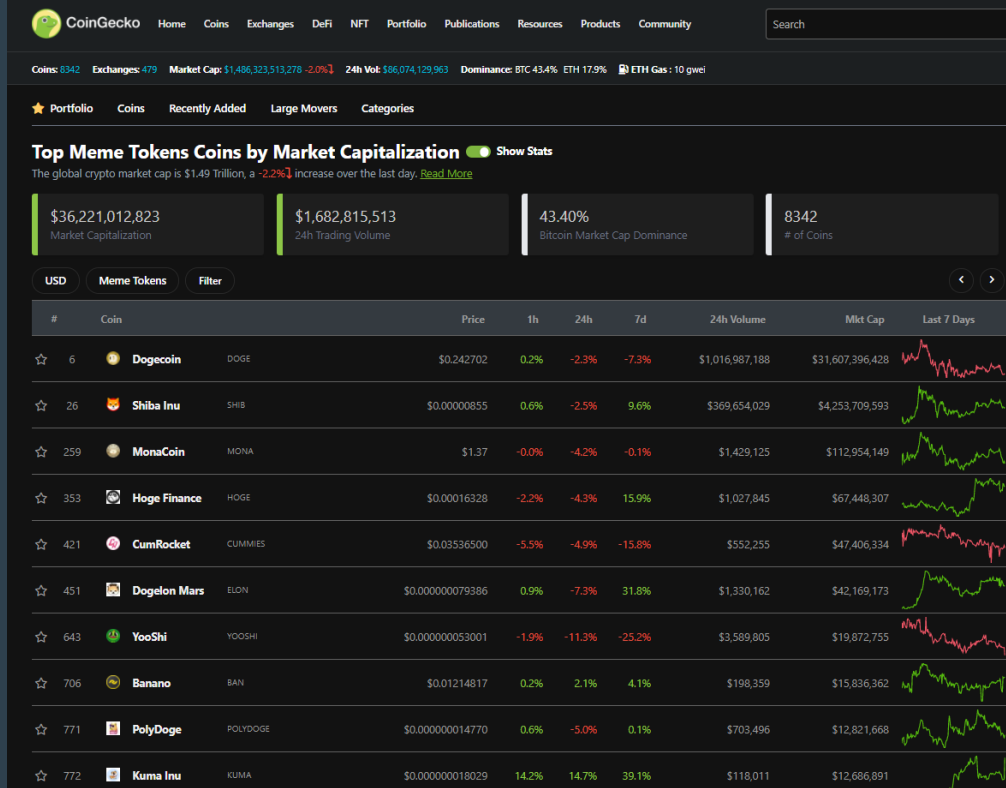 CoinGecko Home Coins Exchanges DeFi NFT Portfolio Publications Resources Products Community Search
Coins: 8342 Exchanges: 479 Market Cap: $1,486,323,513,278 -2.0% 24h Vol: $86,074,129,963 Dominance: BTC 43.4% ETH 17.9% ETH Gas : 10 gwei
Portfolio Coins Recently Added Large Movers Categories
Top Meme Tokens Coins by Market Capitalization Show Stats
The global crypto market cap is $1.49 Trillion, a -2.2% increase over the last day. Read More
$36,221,012,823 $1,682,815,513 43.40% 8342
Market Capitalization 24h Trading Volume Bitcoin Market Cap Dominance # of Coins
USD Meme Tokens Filter
# Coin Price 1h 24h 7d 24h Volume Mkt Cap Last 7 Days
6 Dogecoin DOGE $0.242702 0.2% -2.3% -7.3% $1,016,987,188 $31,607,396,428
26 Shiba Inu SHIB $0.00000855 0.6% -2.5% 9.6% $369,654,029 $4,253,709,593
259 MonaCoin MONA $1.37 -0.0% -4.2% -0.1% $1,429,125 $112,954,149
353 Hoge Finance HOGE $0.00016328 -2.2% -4.3% 15.9% $1,027,845 $67,448,307
421 CumRocket CUMMIES $0.03536500 -5.5% -4.9% -15.8% $552,255 $47,406,334
451 Dogelon Mars ELON $0.000000079386 0.9% -7.3% 31.8% $1,330,162 $42,169,173
643 YooShi YOOSHI $0.000000053001 -1.9% -11.3% -25.2% $3,589,805 $19,872,755
706 Banano BAN $0.01214817 0.2% 2.1% 4.1% $198,359 $15,836,362
771 PolyDoge POLYDOGE $0.000000014770 0.6% -5.0% 0.1% $703,496 $12,821,668
772 Kuma Inu KUMA $0.000000018029 14.2% 14.7% 39.1% $118,011 $12,686,891